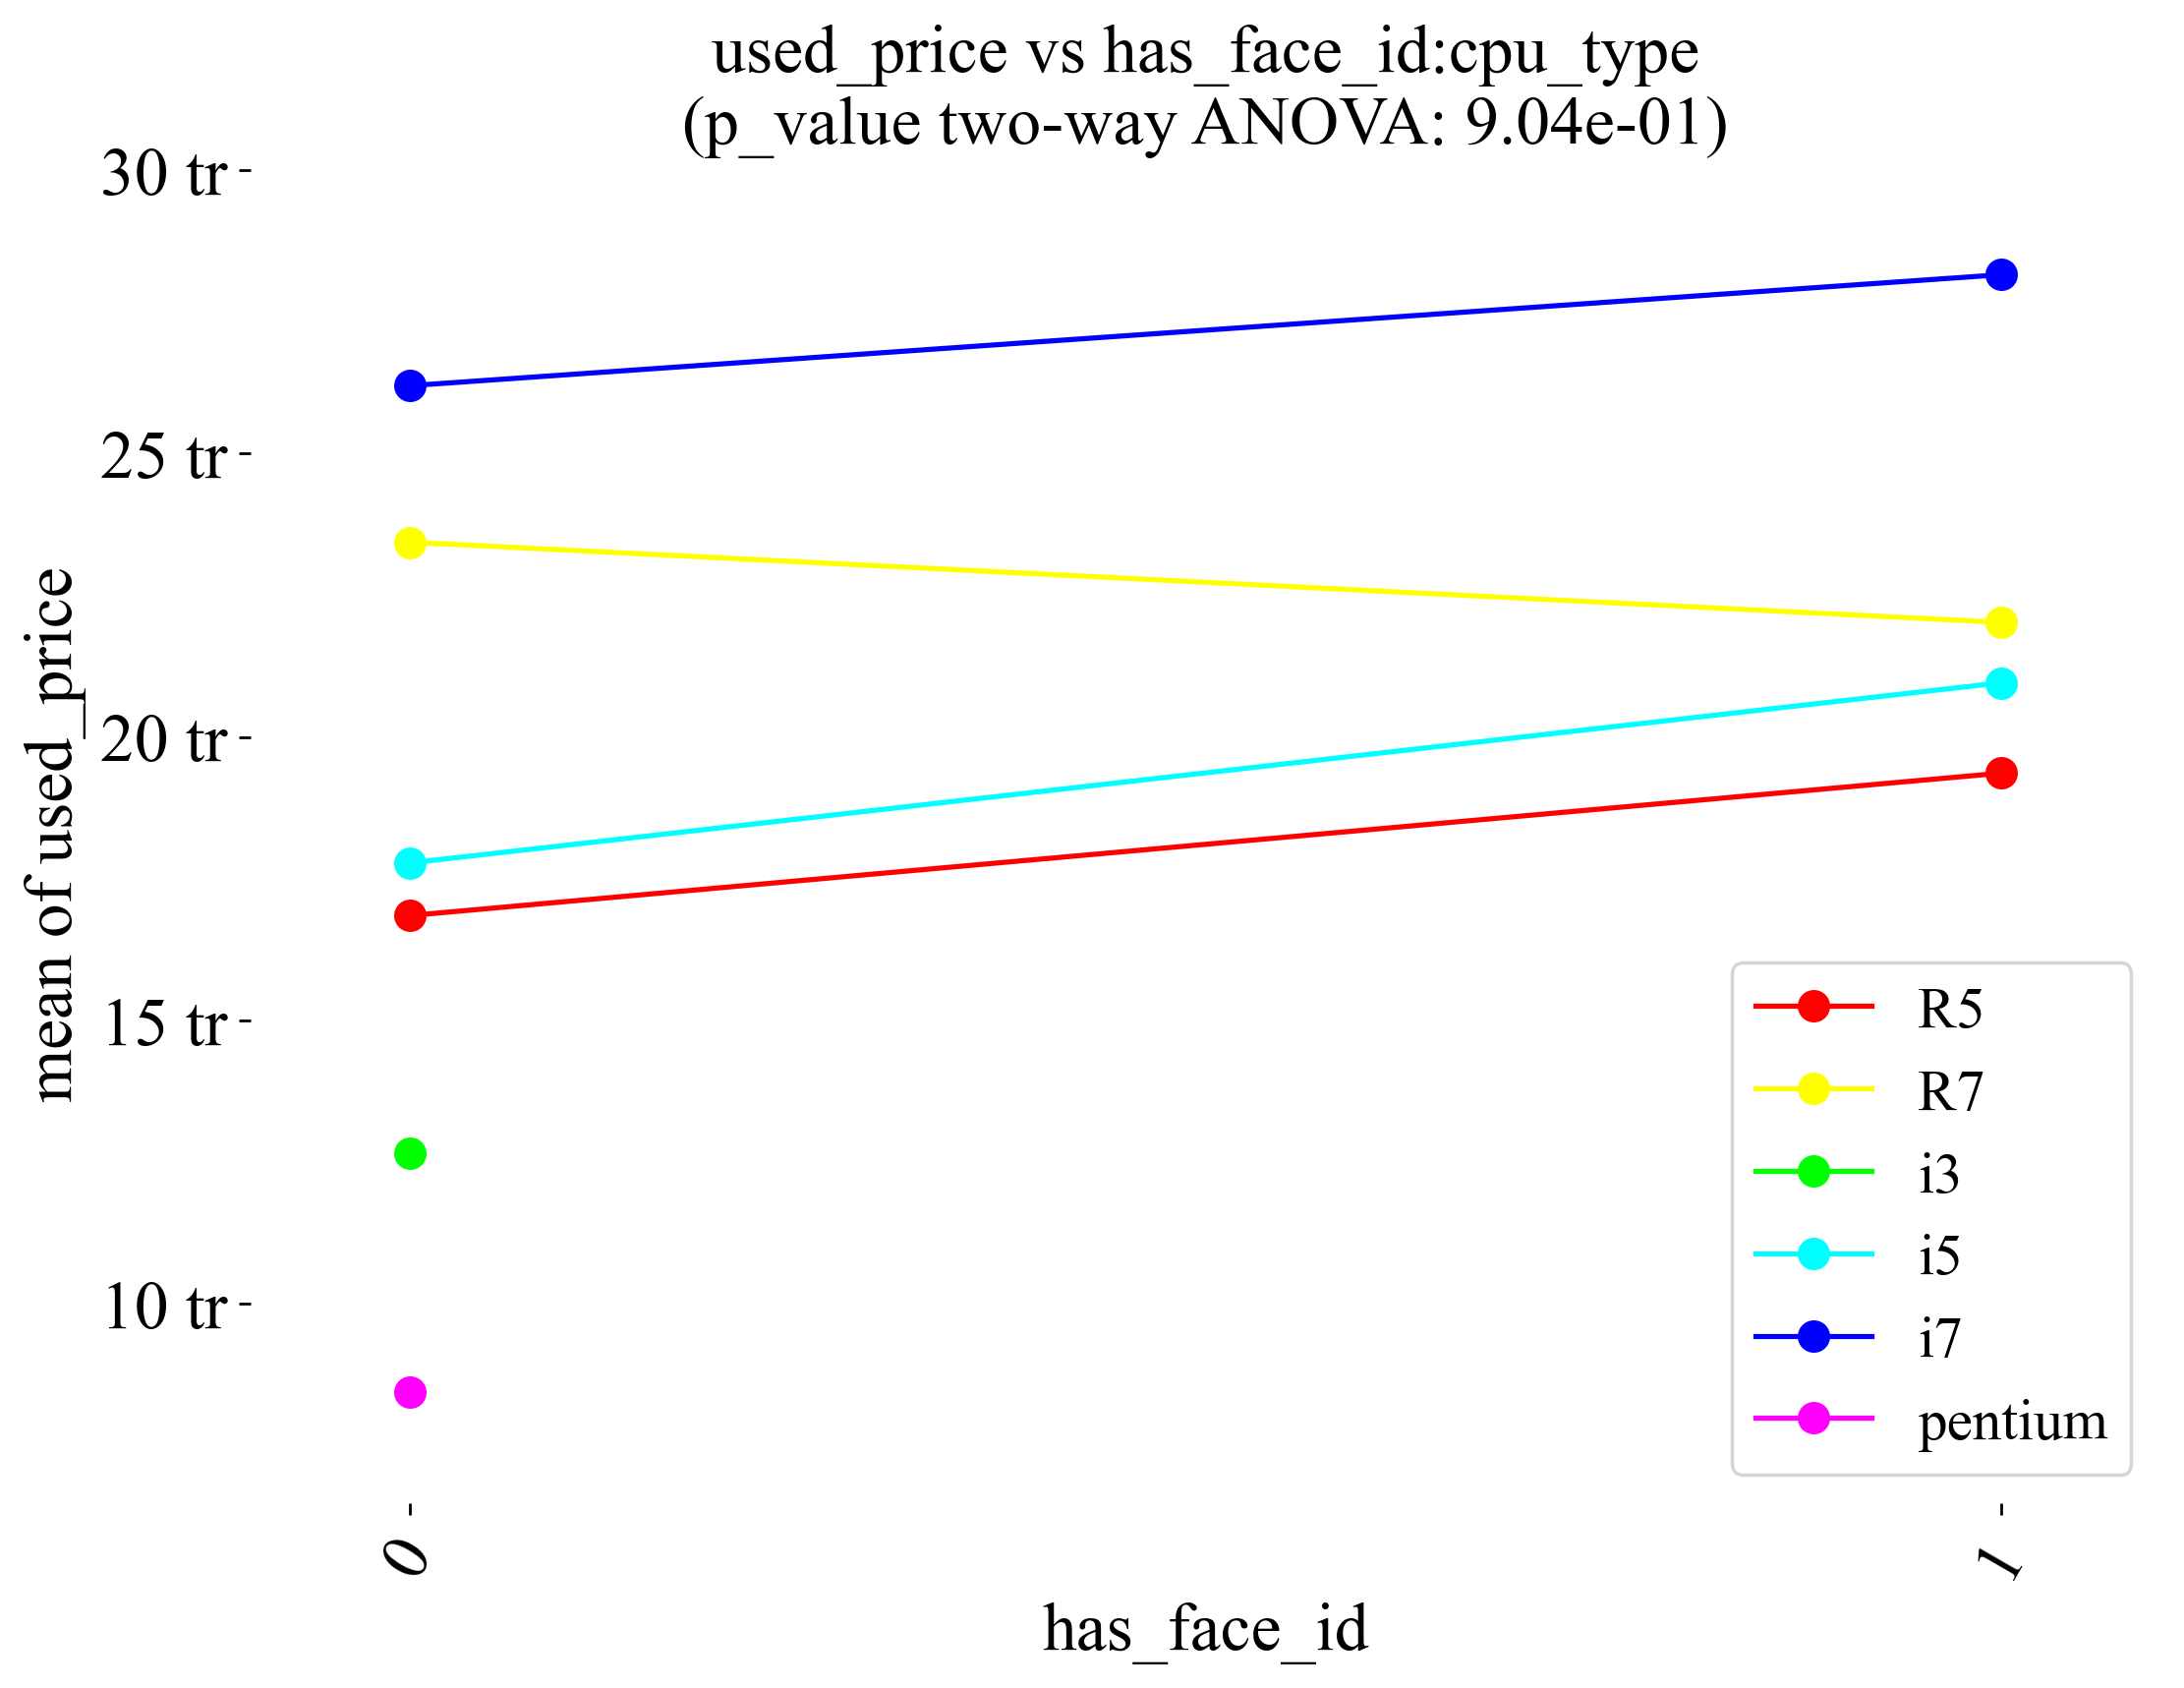 used_price vs has_face_id:cpu_type
(p_value two-way ANOVA: 9.04e-01)
30 tr
25 tr
20 tr
15 tr
10 tr
mean of used_price
R5
R7
i3
i5
i7
pentium
0
1
has_face_id